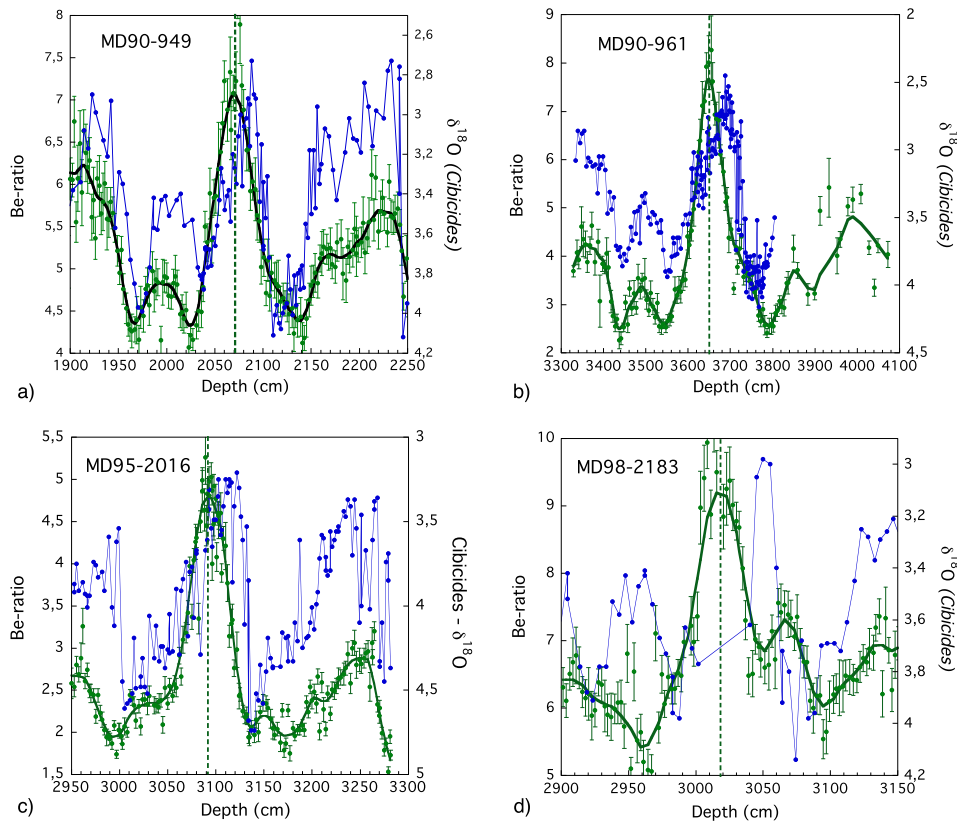 MD90-949
Be-ratio
8
7,5
7
6,5
6
5,5
5
4,5
4
2,6
2,8
3
3,2
3,4
3,6
3,8
4
4,2
δ18O (Cibicides)
1900 1950 2000 2050 2100 2150 2200 2250
Depth (cm)
a)
MD90-961
Be-ratio
9
8
7
6
5
4
3
2
2
2,5
3
3,5
4
4,5
δ18O (Cibicides)
3300 3400 3500 3600 3700 3800 3900 4000 4100
Depth (cm)
b)
MD95-2016
Be-ratio
5,5
5
4,5
4
3,5
3
2,5
2
1,5
3
3,5
4
4,5
5
Cibicides - δ18O
2950 3000 3050 3100 3150 3200 3250 3300
Depth (cm)
c)
MD98-2183
Be-ratio
10
9
8
7
6
5
3
3,2
3,4
3,6
3,8
4
4,2
δ18O (Cibicides)
2900 2950 3000 3050 3100 3150
Depth (cm)
d)